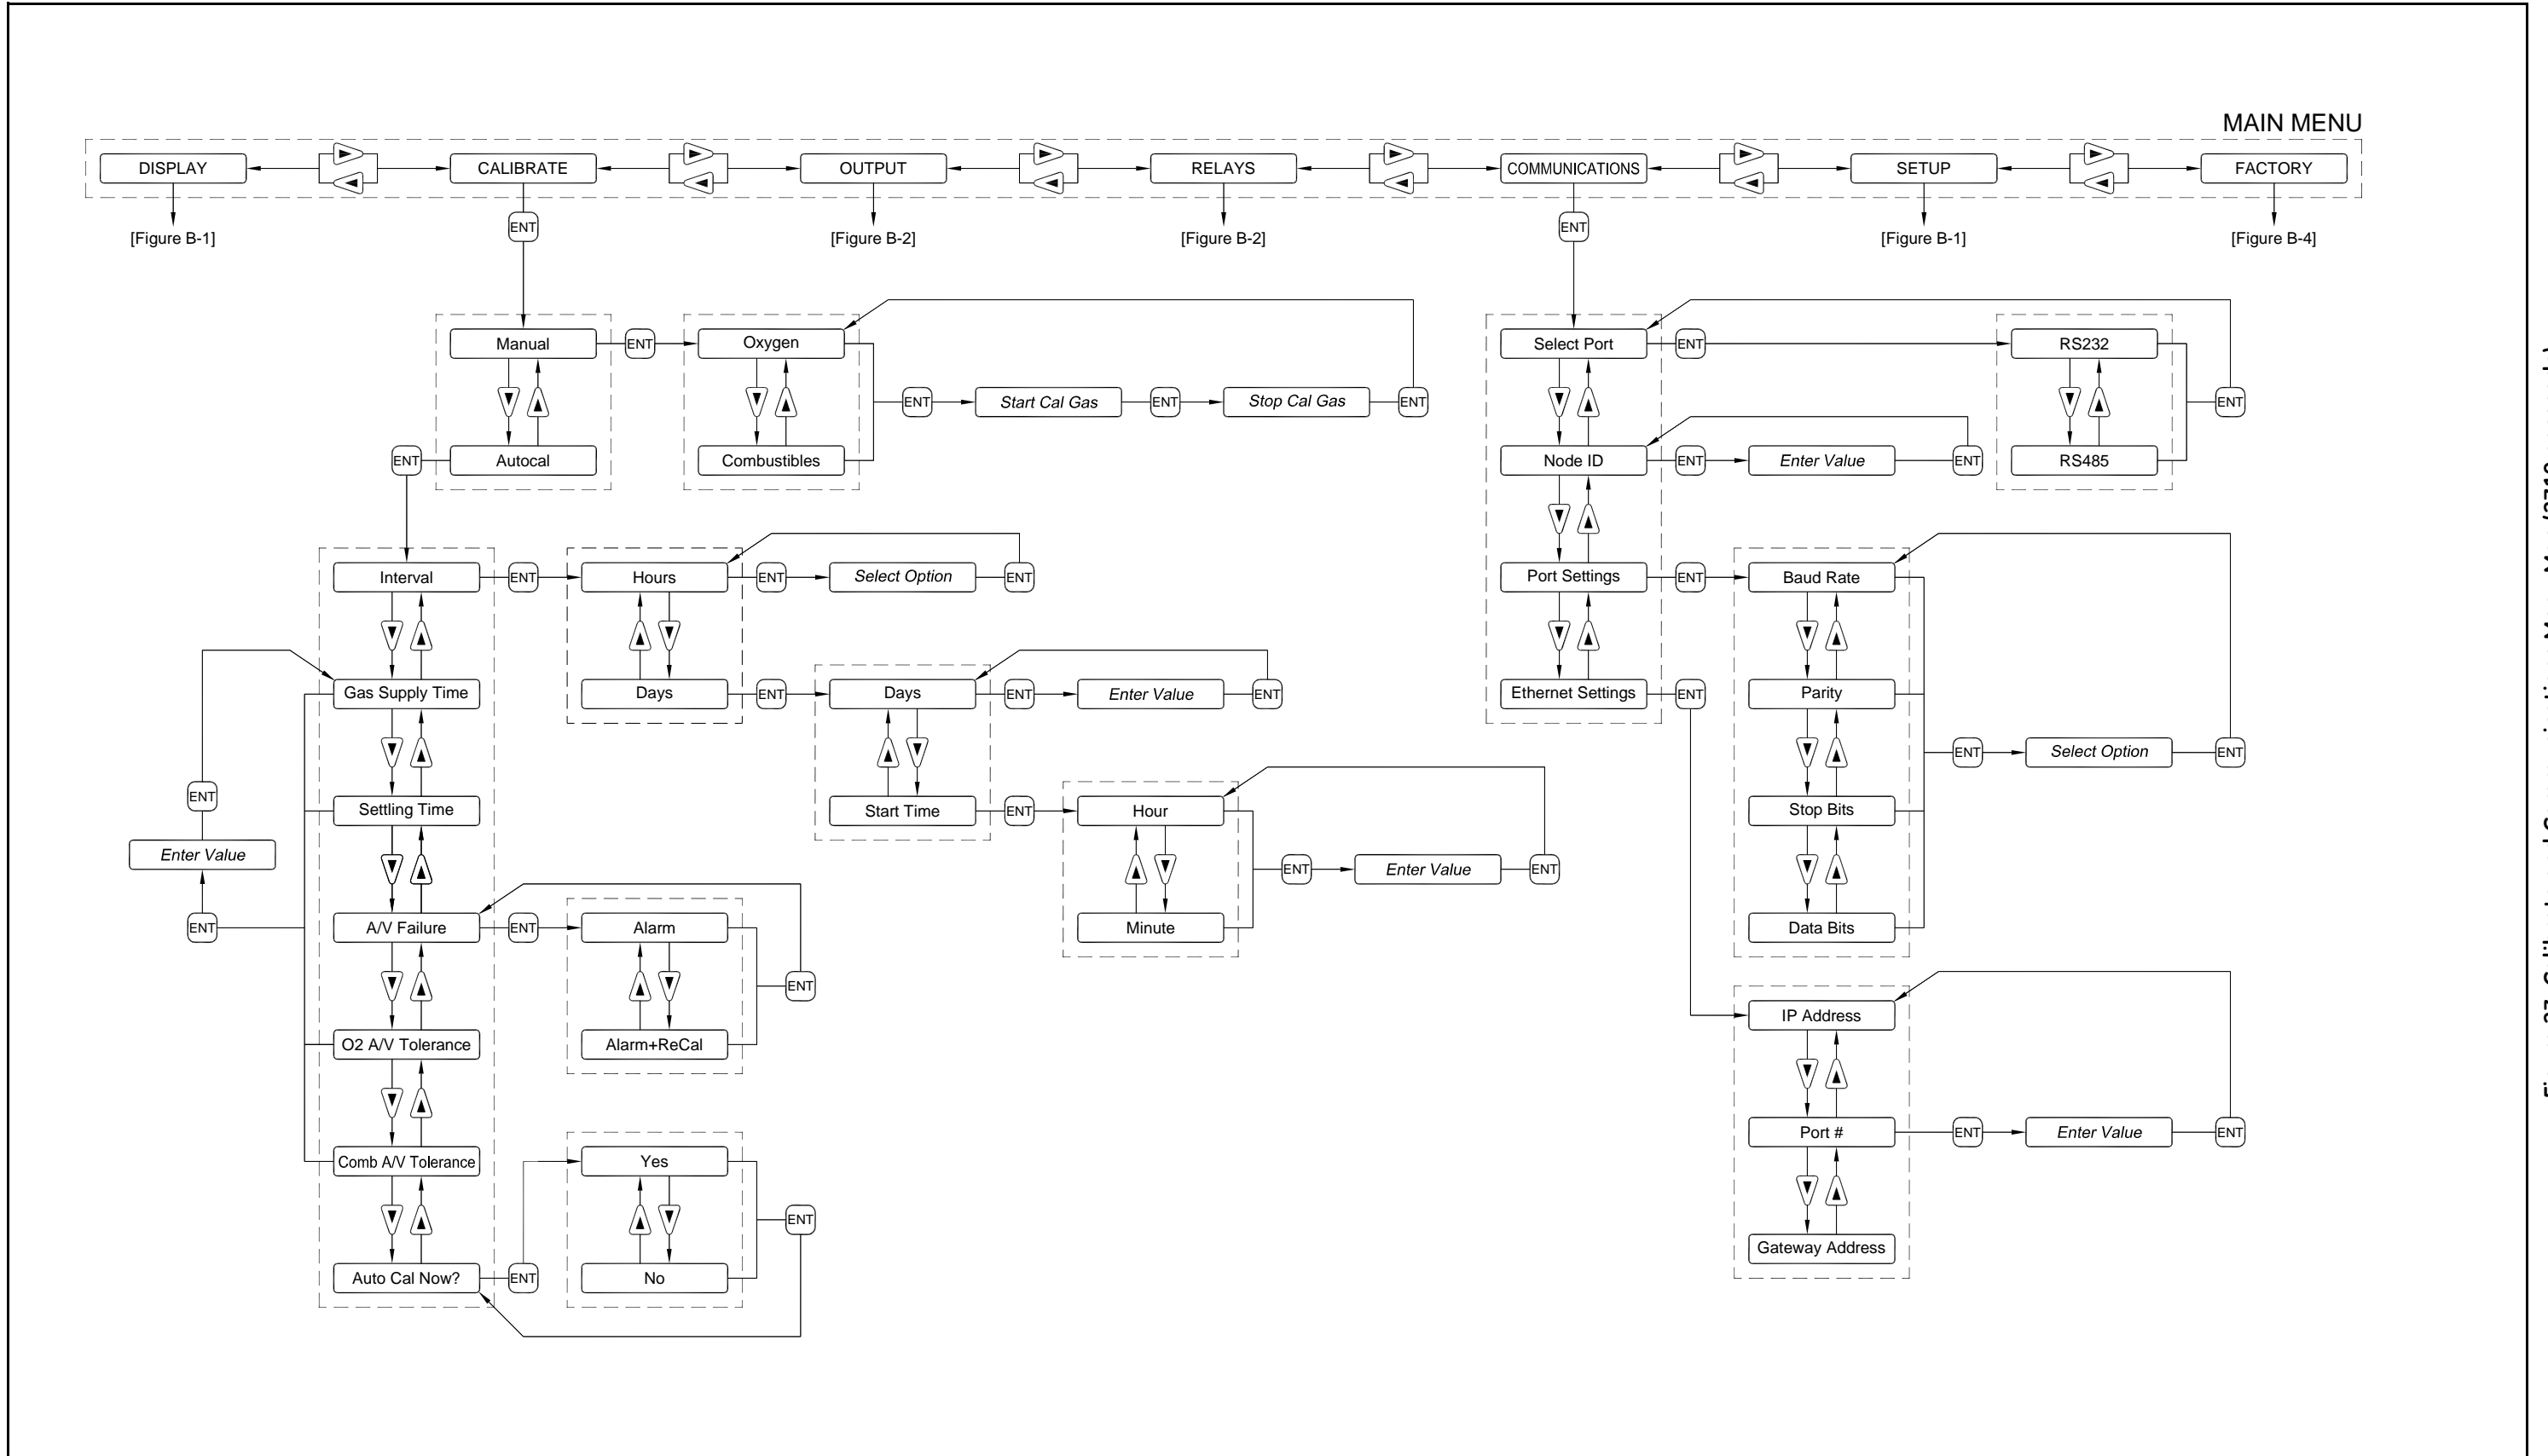 MAIN MENU
DISPLAY
CALIBRATE
OUTPUT
RELAYS
COMMUNICATIONS
SETUP
FACTORY
ENT
ENT
[Figure B-1]
[Figure B-2]
[Figure B-2]
[Figure B-1]
[Figure B-4]
Manual
ENT
Oxygen
ENT
Start Cal Gas
ENT
Stop Cal Gas
ENT
ENT
Autocal
Combustibles
Interval
ENT
Hours
ENT
Select Option
ENT
Gas Supply Time
Days
ENT
Days
ENT
Enter Value
ENT
ENT
Settling Time
Start Time
ENT
Hour
Enter Value
ENT
Enter Value
ENT
ENT
A/V Failure
ENT
Alarm
Minute
ENT
O2 A/V Tolerance
Alarm+ReCal
Comb A/V Tolerance
Yes
ENT
Auto Cal Now?
ENT
No
Select Port
ENT
RS232
ENT
Node ID
ENT
Enter Value
ENT
RS485
Port Settings
ENT
Baud Rate
Ethernet Settings
ENT
Parity
ENT
Select Option
ENT
Stop Bits
Data Bits
IP Address
Port #
ENT
Enter Value
ENT
Gateway Address